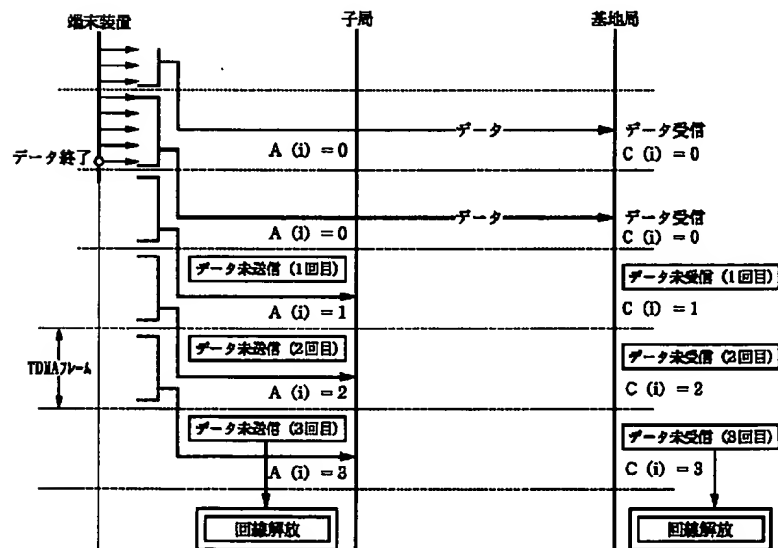 端末装置 子局 基地局
データ データ受信
A (i) =0 C (i) =0
データ終了
データ データ受信
A (i) =0 C (i) =0
データ未送信 (1回目) データ未受信 (1回目)
A (i) =1 C (i) =1
TDMAフレーム
データ未送信 (2回目) データ未受信 (2回目)
A (i) =2 C (i) =2
データ未送信 (3回目) データ未受信 (3回目)
A (i) =3 C (i) =3
回線解放 回線解放